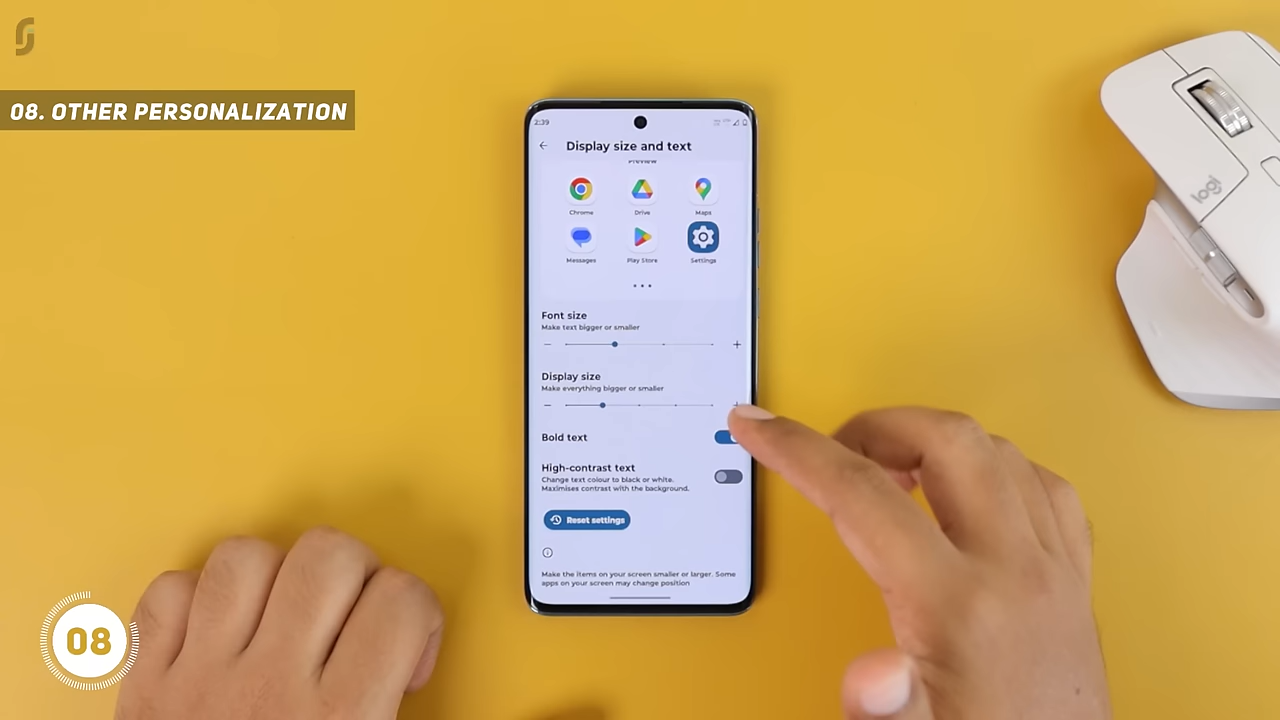 08. OTHER PERSONALIZATION
2:39
Display size and text
Preview
Chrome
Drive
Maps
Messages
Play Store
Settings
Font size
Make text bigger or smaller
Display size
Make everything bigger or smaller
Bold text
High-contrast text
Change text colour to black or white.
Maximises contrast with the background.
Reset settings
Make the items on your screen smaller or larger. Some
apps on your screen may change position
logi
08